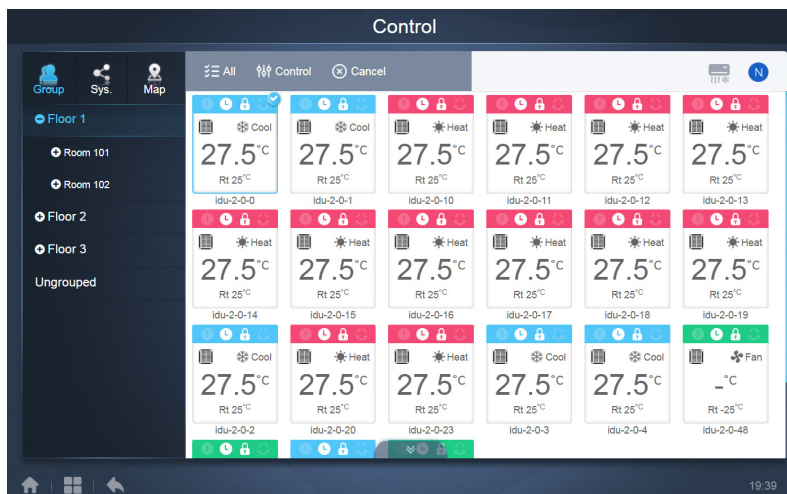 Control
Group Sys. Map
All Control Cancel N
Floor 1
Room 101
Room 102
Floor 2
Floor 3
Ungrouped
Cool Cool Heat Heat Heat Heat
27.5°C 27.5°C 27.5°C 27.5°C 27.5°C 27.5°C
Rt 25°C Rt 25°C Rt 25°C Rt 25°C Rt 25°C Rt 25°C
idu-2-0-0 idu-2-0-1 idu-2-0-10 idu-2-0-11 idu-2-0-12 idu-2-0-13
Heat Heat Heat Heat Heat Heat
27.5°C 27.5°C 27.5°C 27.5°C 27.5°C 27.5°C
Rt 25°C Rt 25°C Rt 25°C Rt 25°C Rt 25°C Rt 25°C
idu-2-0-14 idu-2-0-15 idu-2-0-16 idu-2-0-17 idu-2-0-18 idu-2-0-19
Cool Heat Heat Cool Cool Fan
27.5°C 27.5°C 27.5°C 27.5°C 27.5°C _°C
Rt 25°C Rt 25°C Rt 25°C Rt 25°C Rt 25°C Rt -25°C
idu-2-0-2 idu-2-0-20 idu-2-0-23 idu-2-0-3 idu-2-0-4 idu-2-0-48
19:39